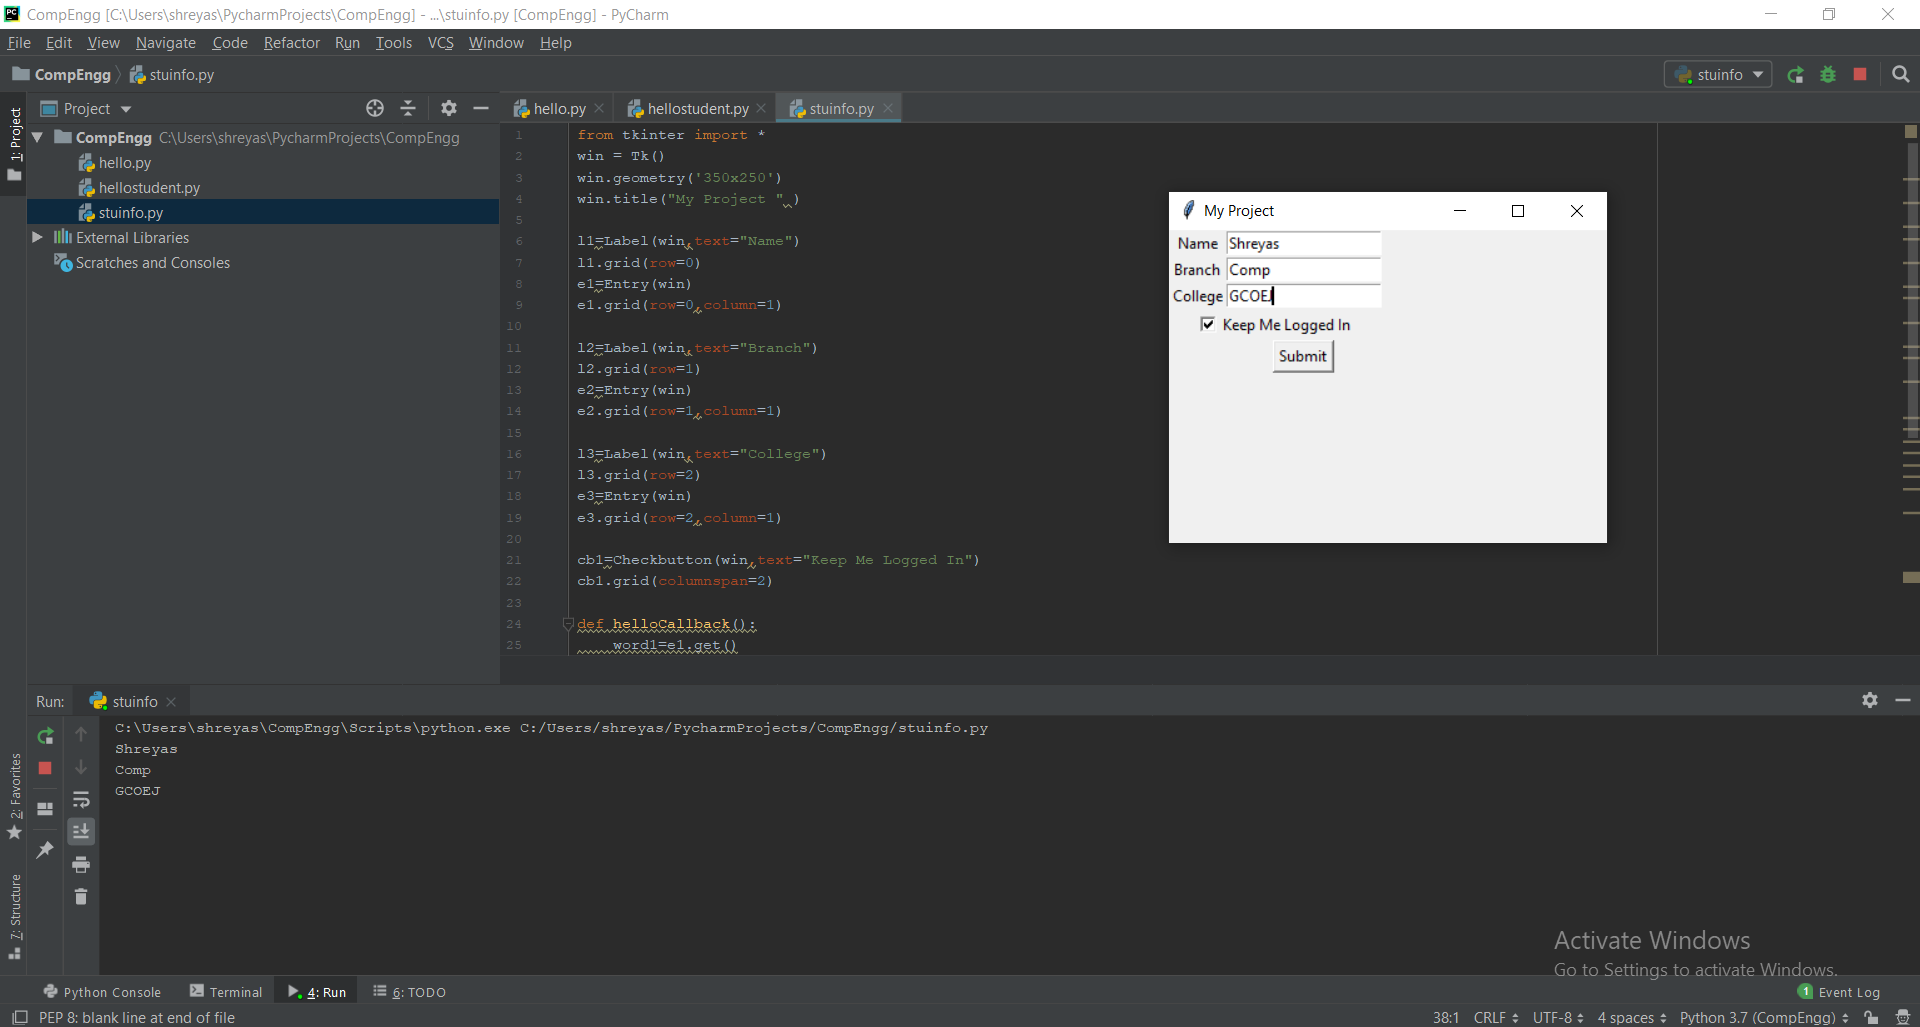 CompEngg [C:\Users\shreyas\PycharmProjects\CompEngg] - ...\stuinfo.py [CompEngg] - PyCharm
File Edit View Navigate Code Refactor Run Tools VCS Window Help
CompEngg stuinfo.py
stuinfo
1: Project
Project
hello.py
hellostudent.py
stuinfo.py
CompEngg C:\Users\shreyas\PycharmProjects\CompEngg
hello.py
hellostudent.py
stuinfo.py
External Libraries
Scratches and Consoles
1 from tkinter import *
2 win = Tk()
3 win.geometry('350x250')
4 win.title("My Project ",)
5
6 l1=Label(win,text="Name")
7 l1.grid(row=0)
8 e1=Entry(win)
9 e1.grid(row=0,column=1)
10
11 l2=Label(win,text="Branch")
12 l2.grid(row=1)
13 e2=Entry(win)
14 e2.grid(row=1,column=1)
15
16 l3=Label(win,text="College")
17 l3.grid(row=2)
18 e3=Entry(win)
19 e3.grid(row=2,column=1)
20
21 cb1=Checkbutton(win,text="Keep Me Logged In")
22 cb1.grid(columnspan=2)
23
24 def helloCallback():
25 word1=e1.get()
My Project
Name Shreyas
Branch Comp
College GCOEJ
Keep Me Logged In
Submit
Run: stuinfo
C:\Users\shreyas\CompEngg\Scripts\python.exe C:/Users/shreyas/PycharmProjects/CompEngg/stuinfo.py
Shreyas
Comp
GCOEJ
2: Favorites
7: Structure
Activate Windows
Go to Settings to activate Windows.
Python Console Terminal 4: Run 6: TODO
1 Event Log
PEP 8: blank line at end of file
38:1 CRLF UTF-8 4 spaces Python 3.7 (CompEngg)